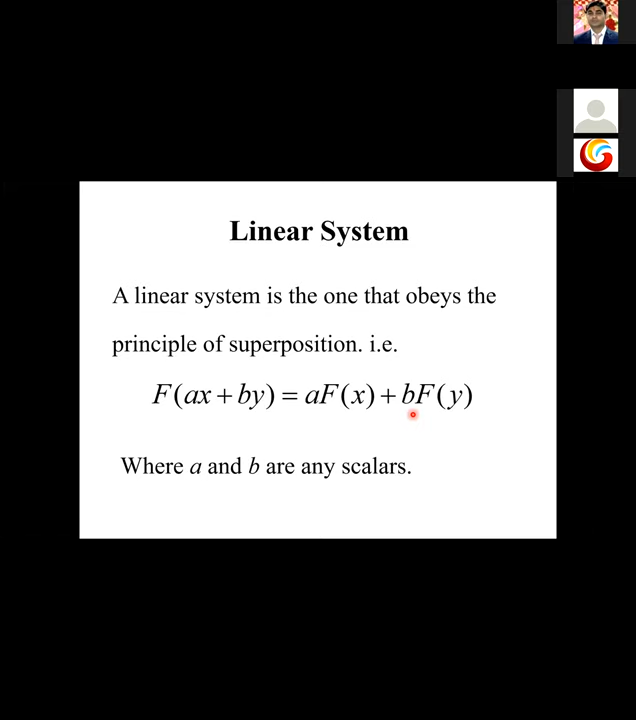 Linear System
A linear system is the one that obeys the
principle of superposition. i.e.
F(ax + by) = aF(x) + bF(y)
Where a and b are any scalars.